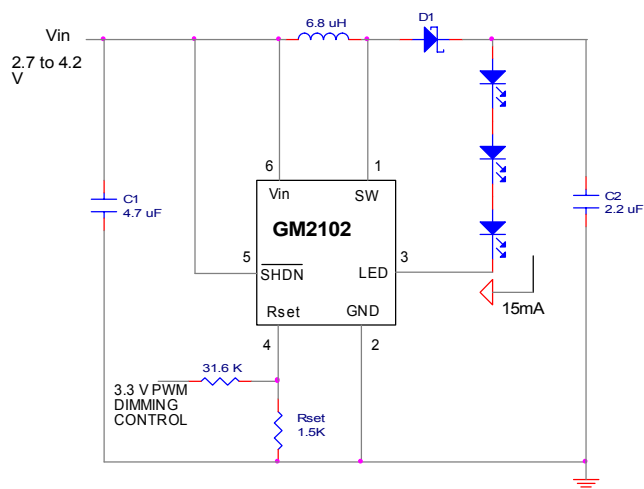 Vin
2.7 to 4.2
V
6.8 uH
D1
6
1
Vin
SW
C1
4.7 uF
GM2102
C2
2.2 uF
5
SHDN
LED
3
15mA
Rset
GND
4
2
31.6 K
3.3 V PWM
DIMMING
CONTROL
Rset
1.5K